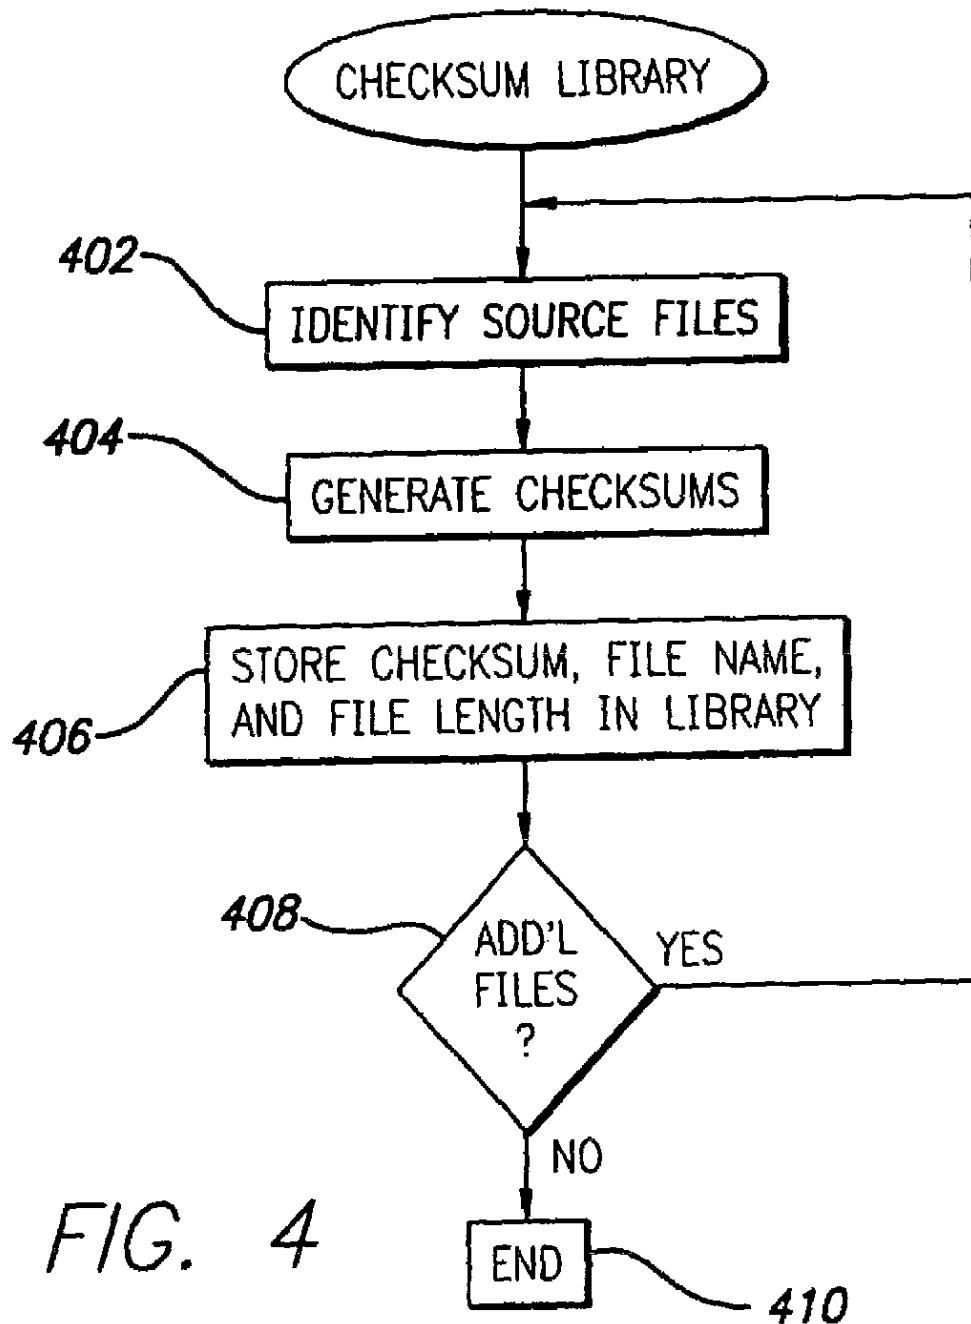 CHECKSUM LIBRARY
402
IDENTIFY SOURCE FILES
404
GENERATE CHECKSUMS
STORE CHECKSUM, FILE NAME,
AND FILE LENGTH IN LIBRARY
406
408
ADD'L
FILES
?
YES
NO
FIG. 4
END
410